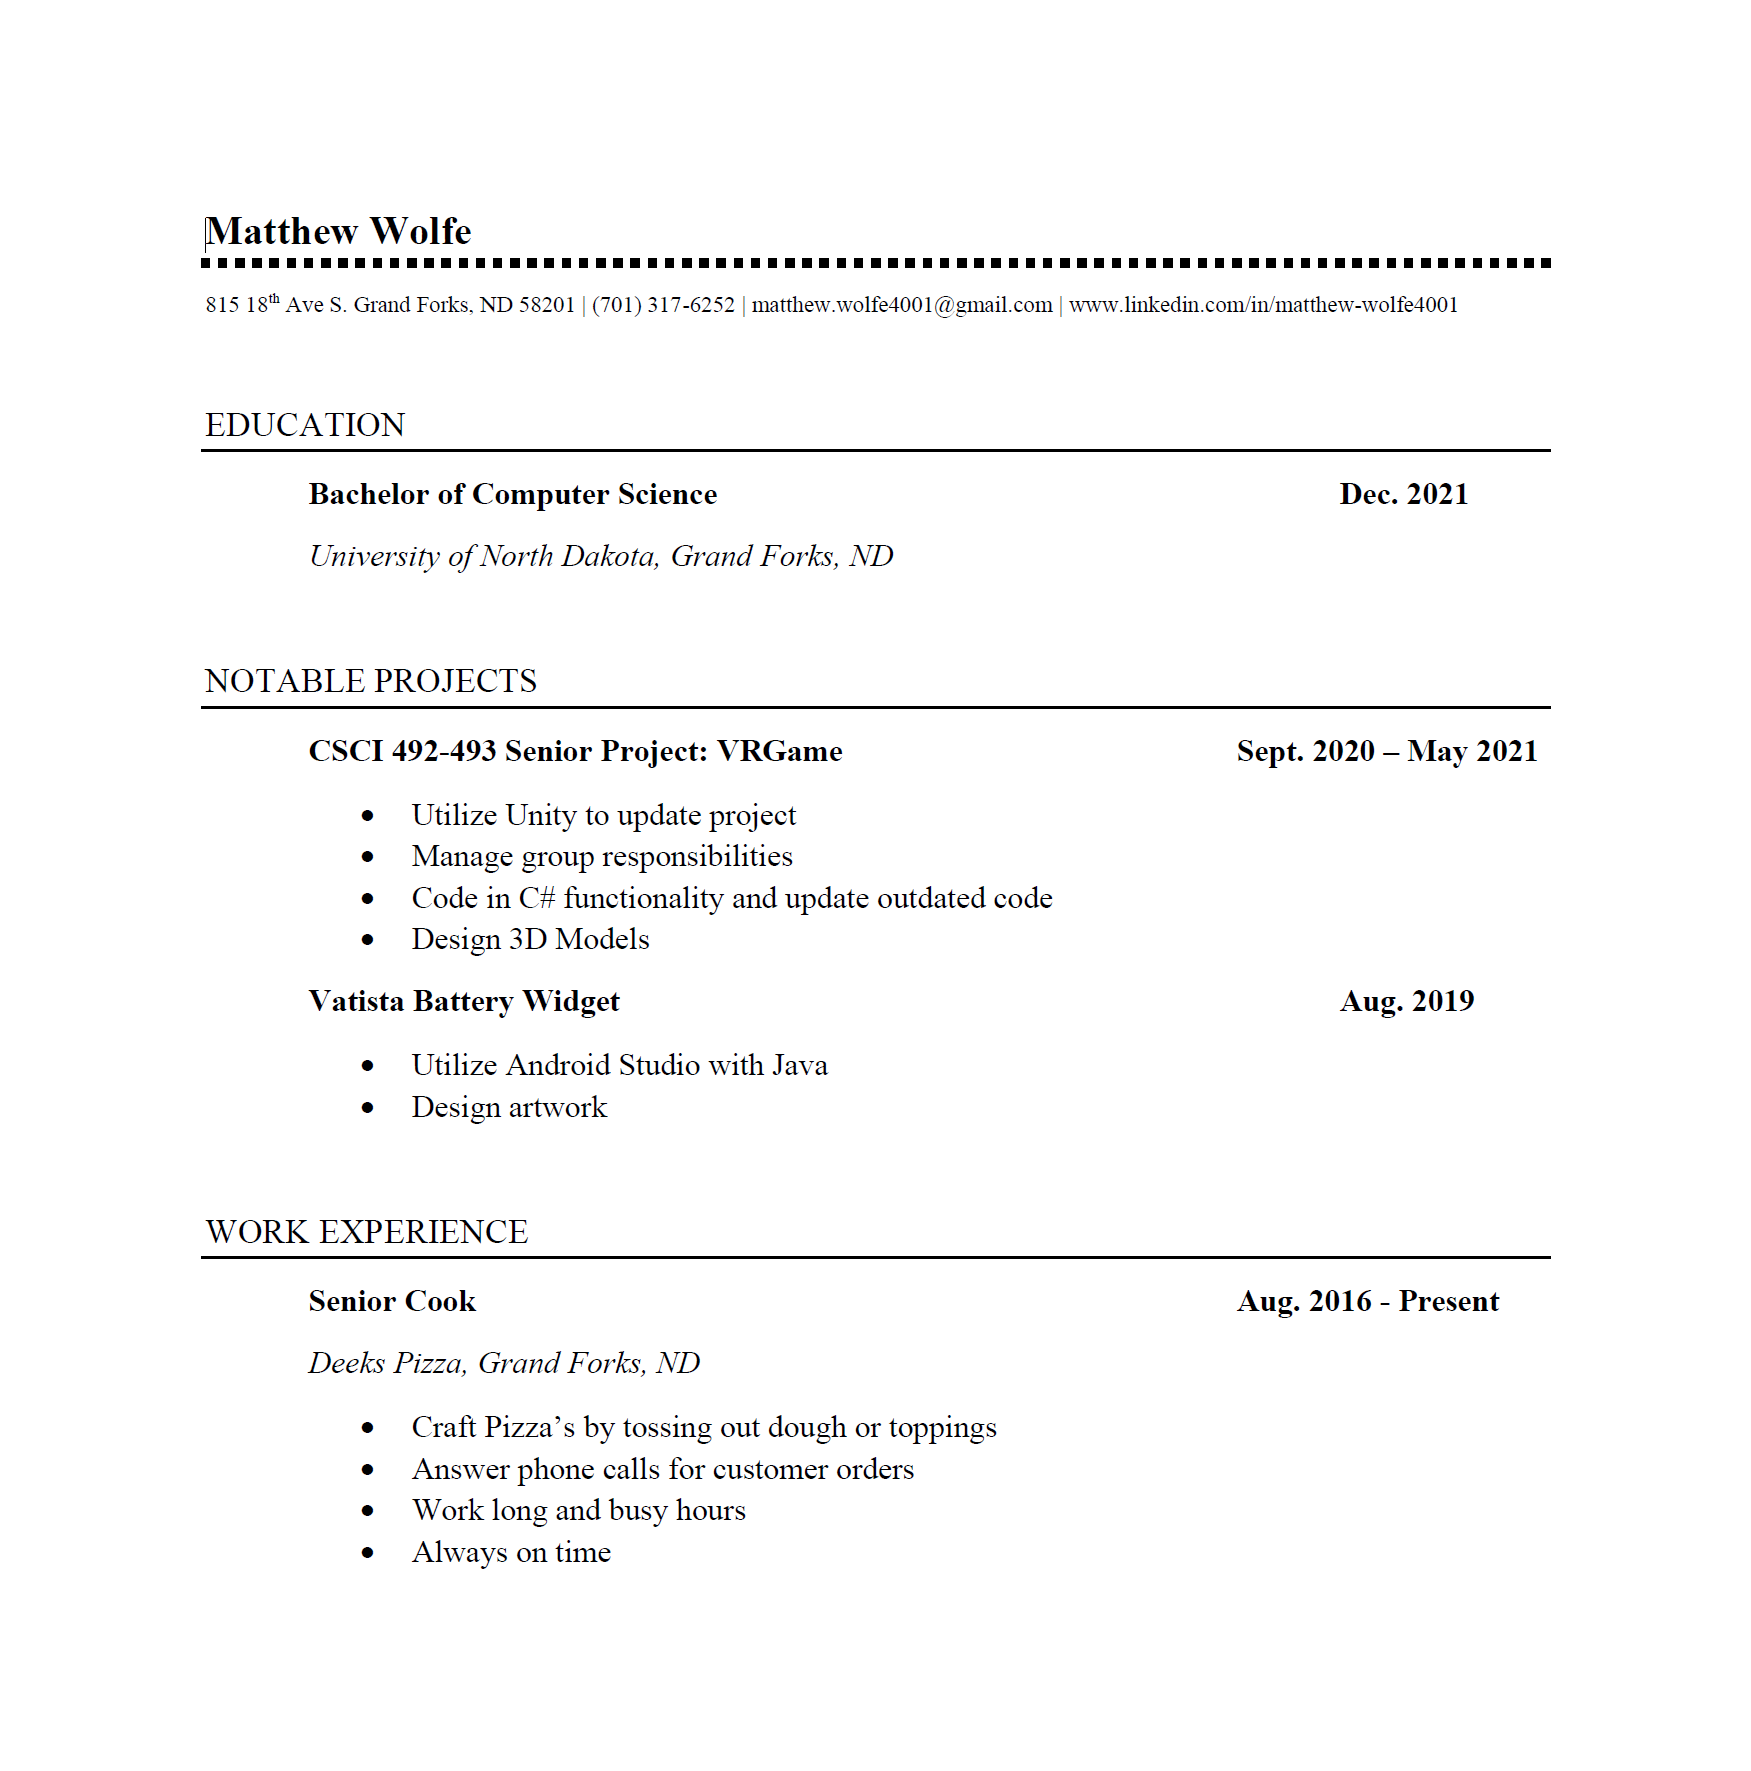 Matthew Wolfe
815 18th Ave S. Grand Forks, ND 58201 | (701) 317-6252 | matthew.wolfe4001@gmail.com | www.linkedin.com/in/matthew-wolfe4001
EDUCATION
Bachelor of Computer Science Dec. 2021
University of North Dakota, Grand Forks, ND
NOTABLE PROJECTS
CSCI 492-493 Senior Project: VRGame Sept. 2020 – May 2021
• Utilize Unity to update project
• Manage group responsibilities
• Code in C# functionality and update outdated code
• Design 3D Models
Vatista Battery Widget Aug. 2019
• Utilize Android Studio with Java
• Design artwork
WORK EXPERIENCE
Senior Cook Aug. 2016 - Present
Deeks Pizza, Grand Forks, ND
• Craft Pizza’s by tossing out dough or toppings
• Answer phone calls for customer orders
• Work long and busy hours
• Always on time